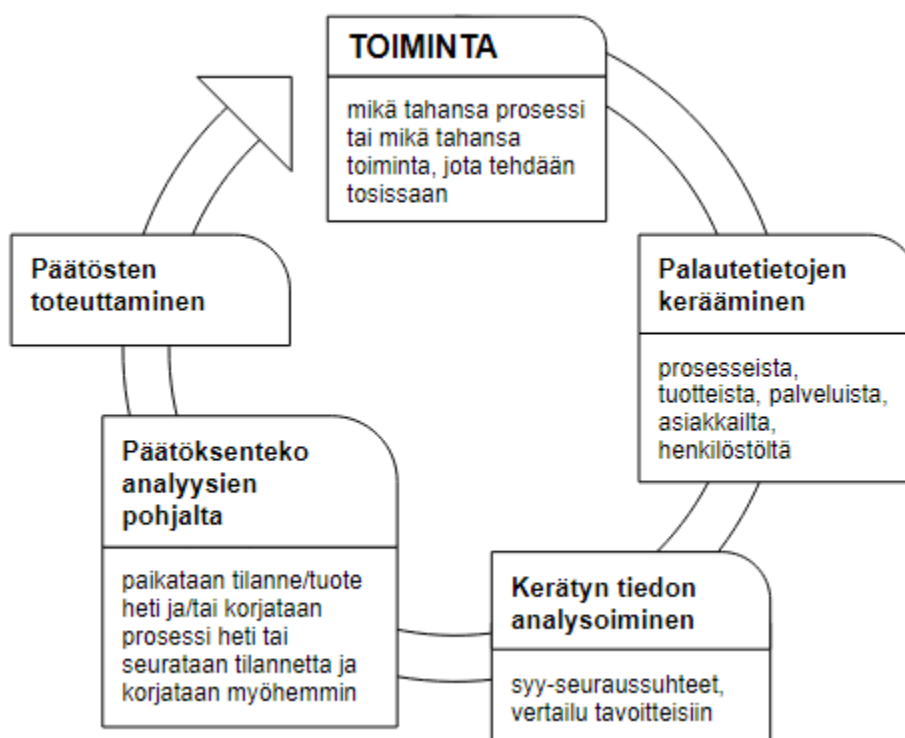 TOIMINTA
mikä tahansa prosessi
tai mikä tahansa
toiminta, jota tehdään
tosissaan
Palautetietojen
kerääminen
prosesseista,
tuotteista, palveluista,
asiakkailta,
henkilöstöltä
Kerätyn tiedon
analysoiminen
syy-seuraussuhteet,
vertailu tavoitteisiin
Päätöksenteko
analyysien
pohjalta
paikataan tilanne/tuote
heti ja/tai korjataan
prosessi heti tai
seurataan tilannetta ja
korjataan myöhemmin
Päätösten
toteuttaminen